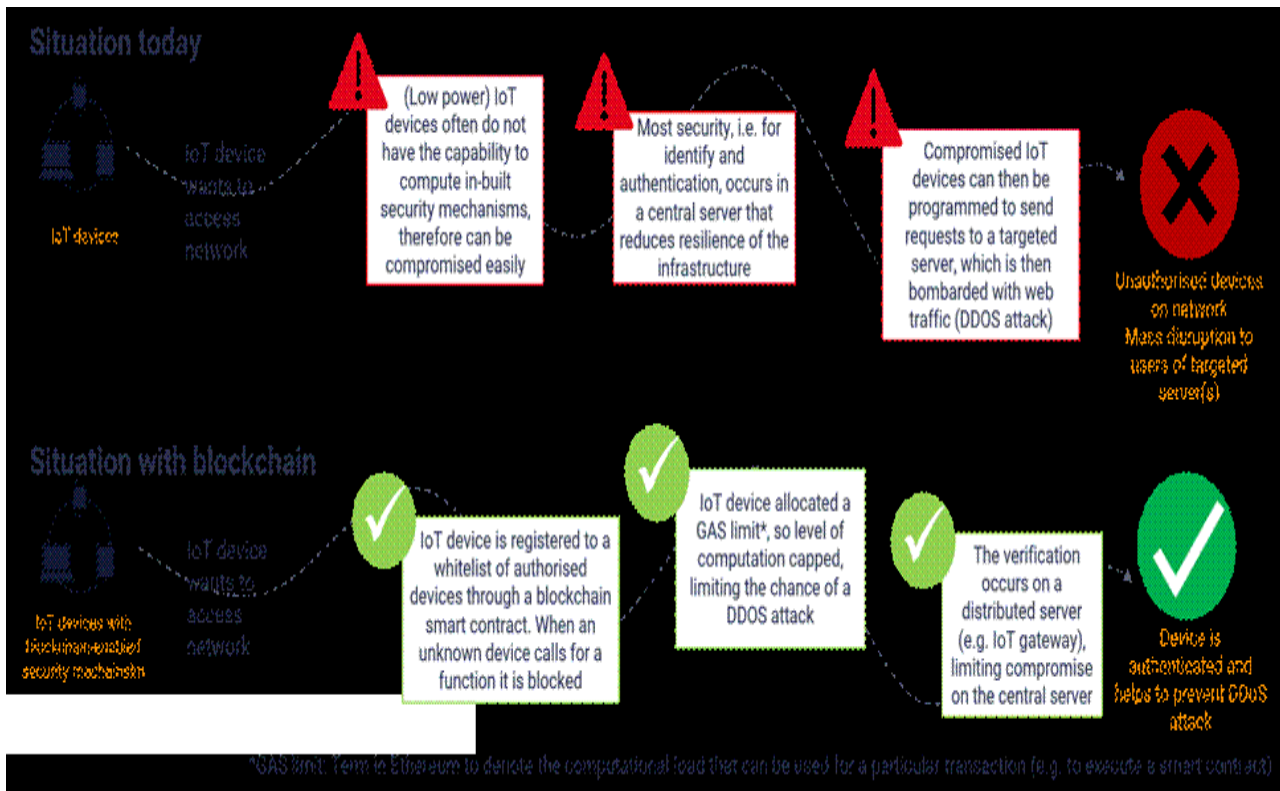 Situation today
IoT devices
IoT device
wants to
access
network
(Low power) IoT
devices often do not
have the capability to
compute in-built
security mechanisms,
therefore can be
compromised easily
Most security, i.e. for
identify and
authentication, occurs in
a central server that
reduces resilience of the
infrastructure
Compromised IoT
devices can then be
programmed to send
requests to a targeted
server, which is then
bombarded with web
traffic (DDOS attack)
Unauthorised devices
on network
Mass disruption to
users of targeted
server(s)
Situation with blockchain
IoT devices with
blockchain-enabled
security mechainsm
IoT device
wants to
access
network
IoT device is registered to a
whitelist of authorised
devices through a blockchain
smart contract. When an
unknown device calls for a
function it is blocked
IoT device allocated a
GAS limit*, so level of
computation capped,
limiting the chance of a
DDOS attack
The verification
occurs on a
distributed server
(e.g. IoT gateway),
limiting compromise
on the central server
Device is
authenticated and
helps to prevent DDoS
attack
*GAS limit: Term in Ethereum to denote the computational load that can be used for a particular transaction (e.g. to execute a smart contract)